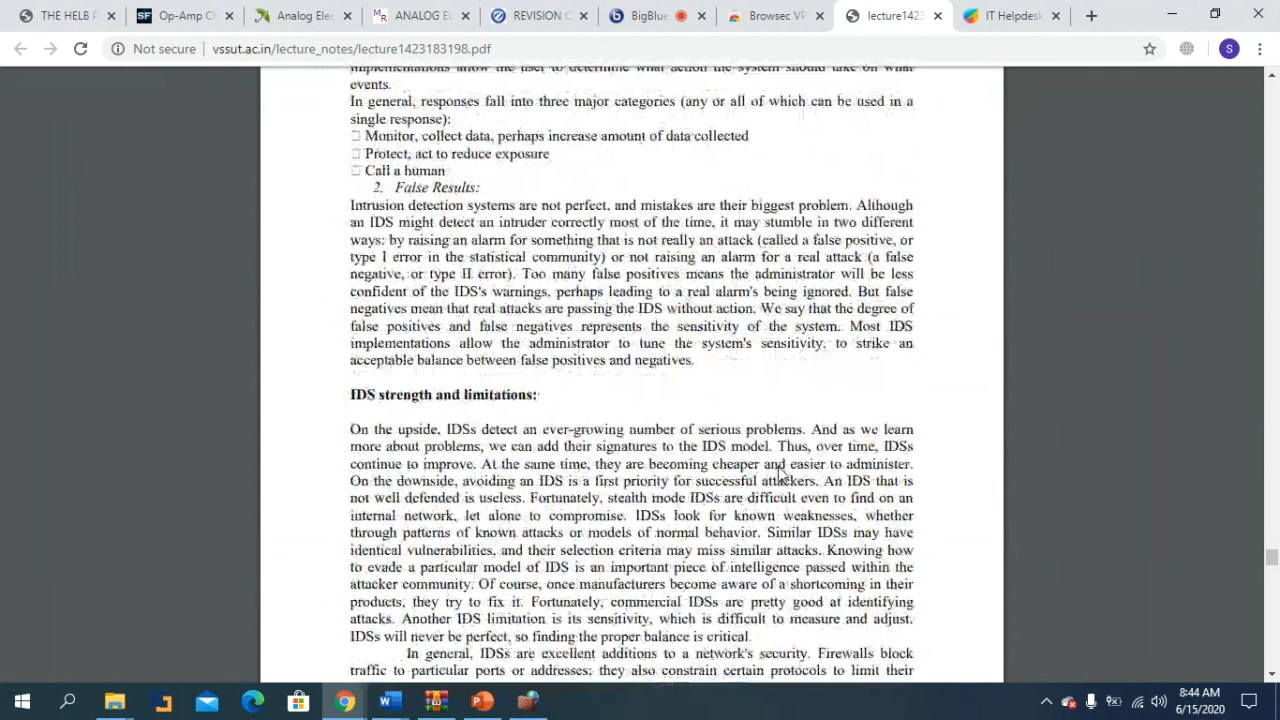 THE HELP B
Op-Amp C
Analog Elec
ANALOG EL
REVISION C
BigBlue
Browsec VP
lecture1423
IT Helpdesk
Not secure | vssut.ac.in/lecture_notes/lecture1423183198.pdf
S
implementations allow the user to determine what action the system should take on what
events.
In general, responses fall into three major categories (any or all of which can be used in a
single response):
□ Monitor, collect data, perhaps increase amount of data collected
□ Protect, act to reduce exposure
□ Call a human
2. False Results:
Intrusion detection systems are not perfect, and mistakes are their biggest problem. Although
an IDS might detect an intruder correctly most of the time, it may stumble in two different
ways: by raising an alarm for something that is not really an attack (called a false positive, or
type I error in the statistical community) or not raising an alarm for a real attack (a false
negative, or type II error). Too many false positives means the administrator will be less
confident of the IDS's warnings, perhaps leading to a real alarm's being ignored. But false
negatives mean that real attacks are passing the IDS without action. We say that the degree of
false positives and false negatives represents the sensitivity of the system. Most IDS
implementations allow the administrator to tune the system's sensitivity, to strike an
acceptable balance between false positives and negatives.
IDS strength and limitations:
On the upside, IDSs detect an ever-growing number of serious problems. And as we learn
more about problems, we can add their signatures to the IDS model. Thus, over time, IDSs
continue to improve. At the same time, they are becoming cheaper and easier to administer.
On the downside, avoiding an IDS is a first priority for successful attackers. An IDS that is
not well defended is useless. Fortunately, stealth mode IDSs are difficult even to find on an
internal network, let alone to compromise. IDSs look for known weaknesses, whether
through patterns of known attacks or models of normal behavior. Similar IDSs may have
identical vulnerabilities, and their selection criteria may miss similar attacks. Knowing how
to evade a particular model of IDS is an important piece of intelligence passed within the
attacker community. Of course, once manufacturers become aware of a shortcoming in their
products, they try to fix it. Fortunately, commercial IDSs are pretty good at identifying
attacks. Another IDS limitation is its sensitivity, which is difficult to measure and adjust.
IDSs will never be perfect, so finding the proper balance is critical.
In general, IDSs are excellent additions to a network's security. Firewalls block
traffic to particular ports or addresses; they also constrain certain protocols to limit their
8:44 AM
6/15/2020